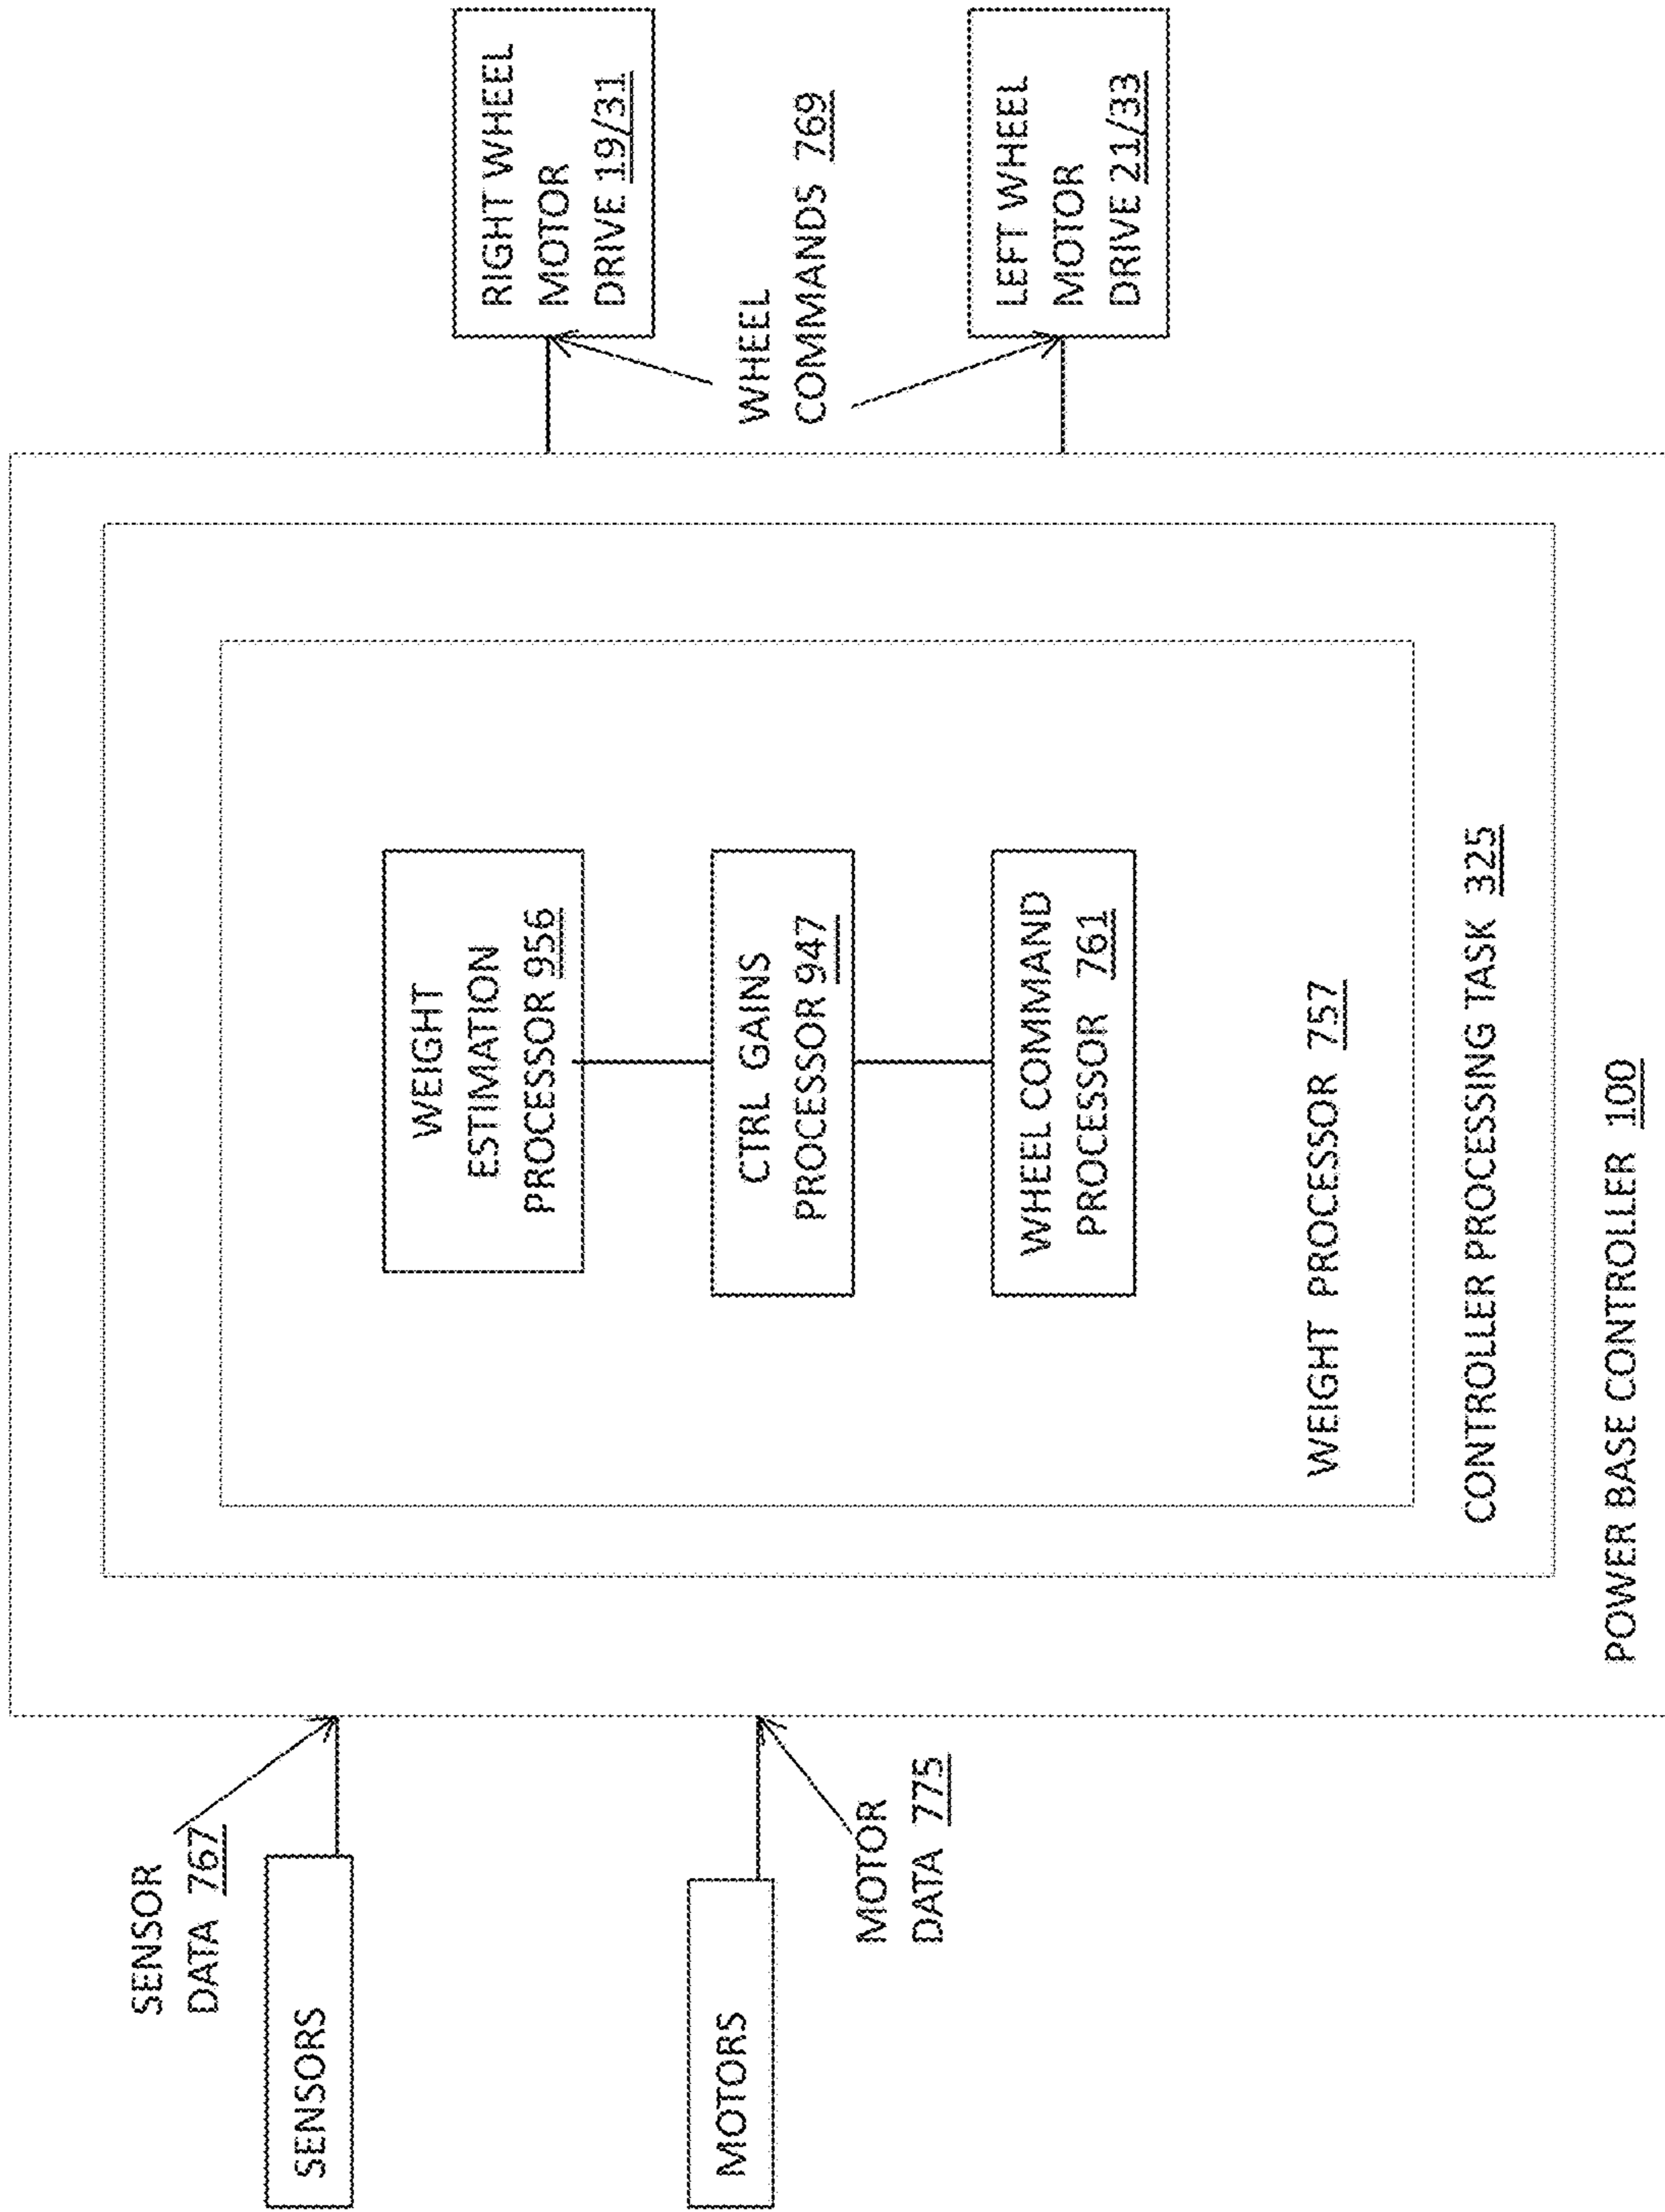 SENSOR
DATA 767
SENSORS
MOTORS
MOTOR
DATA 775
WEIGHT
ESTIMATION
PROCESSOR 956
CTRL GAINS
PROCESSOR 947
WHEEL COMMAND
PROCESSOR 761
WEIGHT PROCESSOR 757
CONTROLLER PROCESSING TASK 325
POWER BASE CONTROLLER 100
RIGHT WHEEL
MOTOR
DRIVE 19/31
WHEEL
COMMANDS 769
LEFT WHEEL
MOTOR
DRIVE 21/33